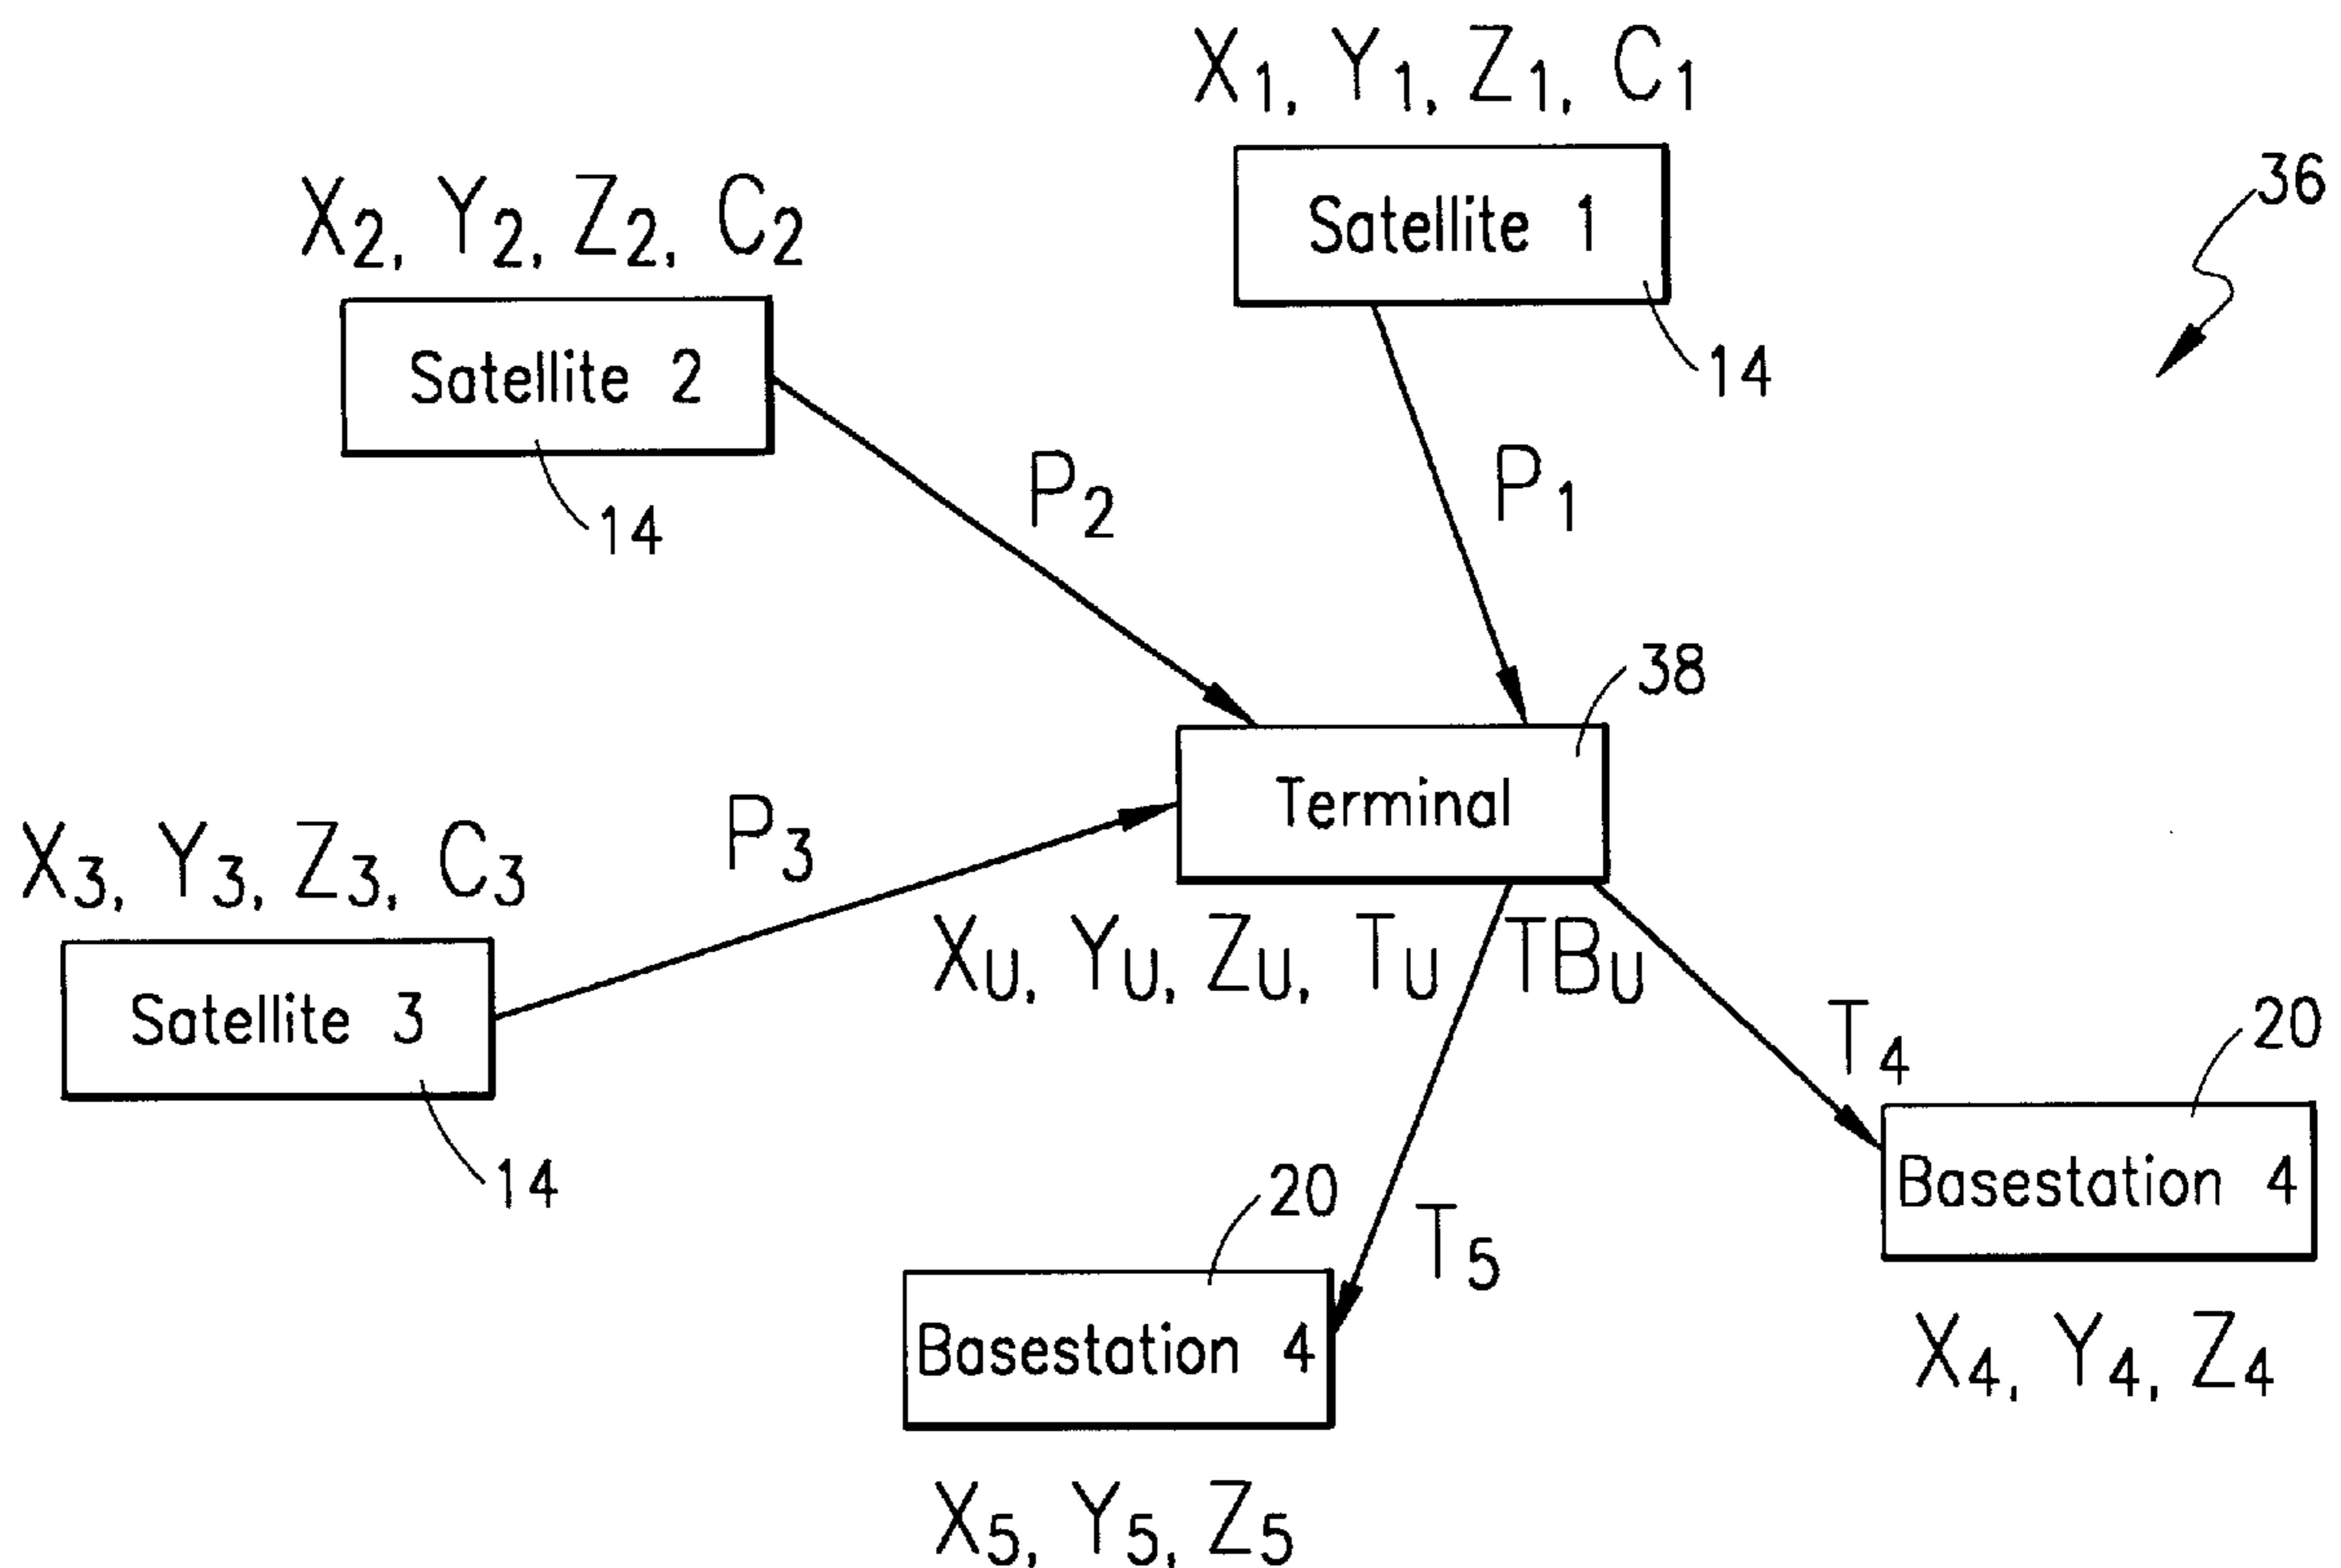 X1, Y1, Z1, C1
Satellite 1
14
36
X2, Y2, Z2, C2
Satellite 2
14
P2
P1
38
Terminal
P3
X3, Y3, Z3, C3
Satellite 3
14
XU, YU, ZU, TU TBU
T4
20
Basestation 4
X4, Y4, Z4
20
T5
Basestation 4
X5, Y5, Z5